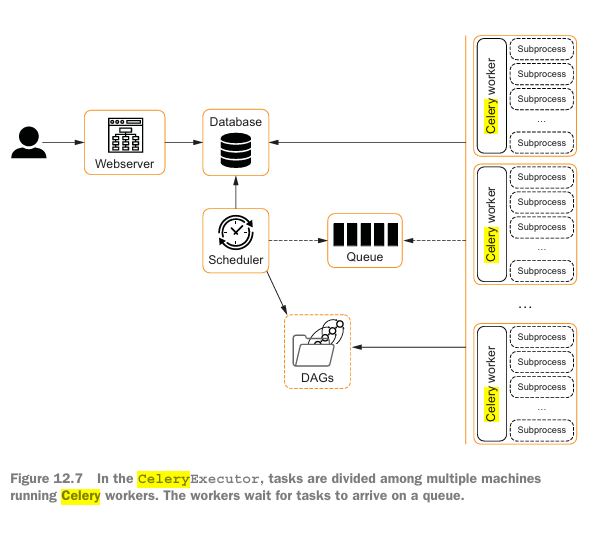 Webserver
Database
Scheduler
Queue
DAGs
Celery worker
Subprocess
Subprocess
Subprocess
...
Subprocess
Celery worker
Subprocess
Subprocess
Subprocess
...
Subprocess
...
Celery worker
Subprocess
Subprocess
Subprocess
...
Subprocess
Figure 12.7 In the CeleryExecutor, tasks are divided among multiple machines
running Celery workers. The workers wait for tasks to arrive on a queue.